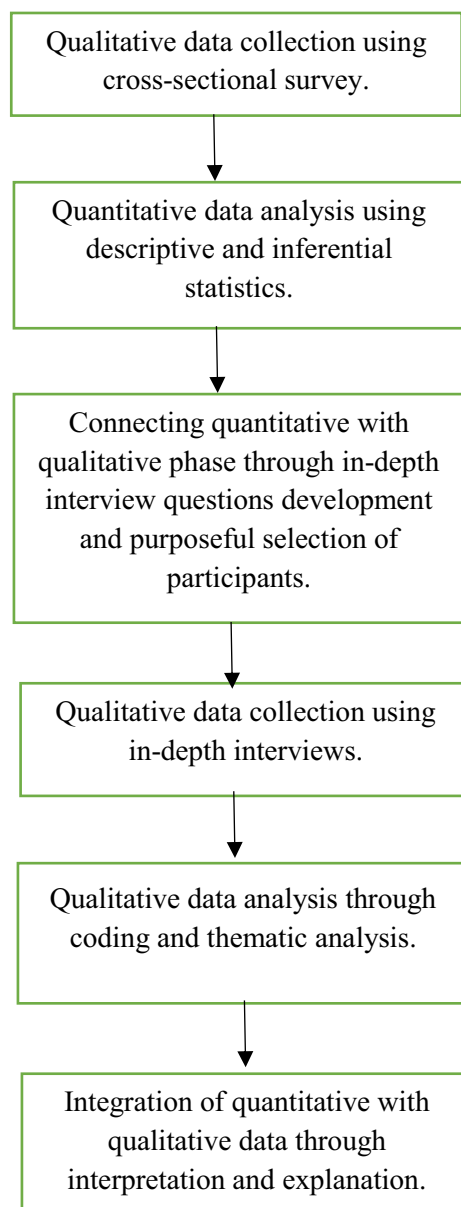 Qualitative data collection using
cross-sectional survey.
Quantitative data analysis using
descriptive and inferential
statistics.
Connecting quantitative with
qualitative phase through in-depth
interview questions development
and purposeful selection of
participants.
Qualitative data collection using
in-depth interviews.
Qualitative data analysis through
coding and thematic analysis.
Integration of quantitative with
qualitative data through
interpretation and explanation.